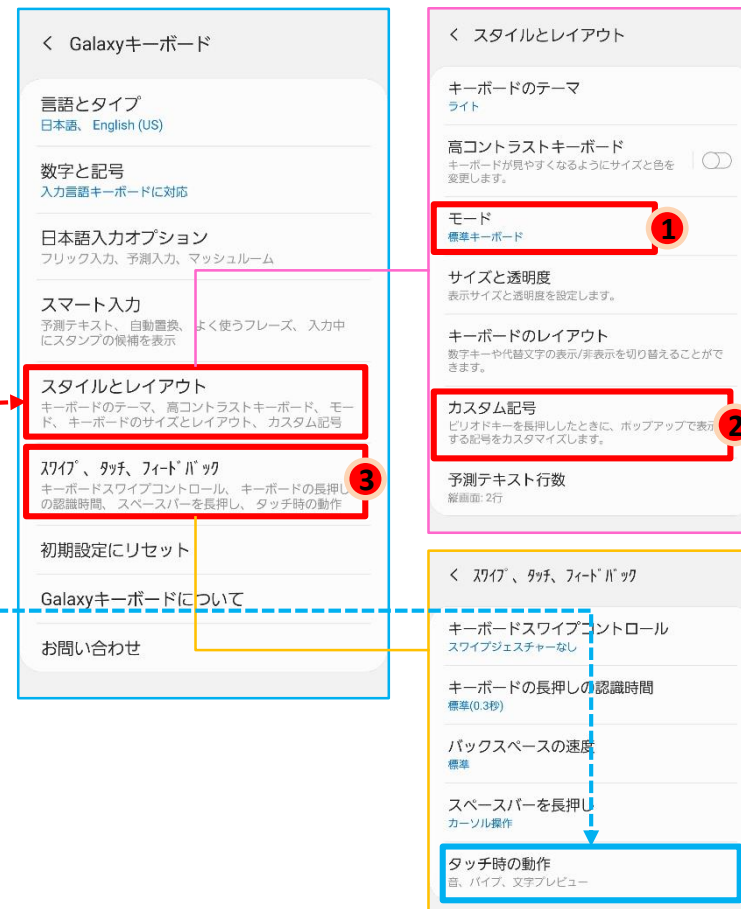 < Galaxyキーボード
言語とタイプ
日本語、 English (US)
数字と記号
入力言語キーボードに対応
日本語入力オプション
フリック入力、予測入力、マッシュルーム
スマート入力
予測テキスト、 自動置換、 よく使うフレーズ、 入力中
にスタンプの候補を表示
スタイルとレイアウト
キーボードのテーマ、 高コントラストキーボード、 モー
ド、 キーボードのサイズとレイアウト、 カスタム記号
ｽﾜｲﾌﾟ、ﾀｯﾁ、ﾌｨｰﾄﾞﾊﾞｯｸ
キーボードスワイプコントロール、 キーボードの長押し
の認識時間、 スペースバーを長押し、 タッチ時の動作
3
初期設定にリセット
Galaxyキーボードについて
お問い合わせ
< スタイルとレイアウト
キーボードのテーマ
ライト
高コントラストキーボード
キーボードが見やすくなるようにサイズと色を
変更します。
モード
標準キーボード
1
サイズと透明度
表示サイズと透明度を設定します。
キーボードのレイアウト
数字キーや代替文字の表示/非表示を切り替えることがで
きます。
カスタム記号
ピリオドキーを長押ししたときに、ポップアップで表示
する記号をカスタマイズします。
2
予測テキスト行数
縦画面: 2行
< ｽﾜｲﾌﾟ、ﾀｯﾁ、ﾌｨｰﾄﾞﾊﾞｯｸ
キーボードスワイプコントロール
スワイプジェスチャーなし
キーボードの長押しの認識時間
標準(0.3秒)
バックスペースの速度
標準
スペースバーを長押し
カーソル操作
タッチ時の動作
音、バイブ、文字プレビュー